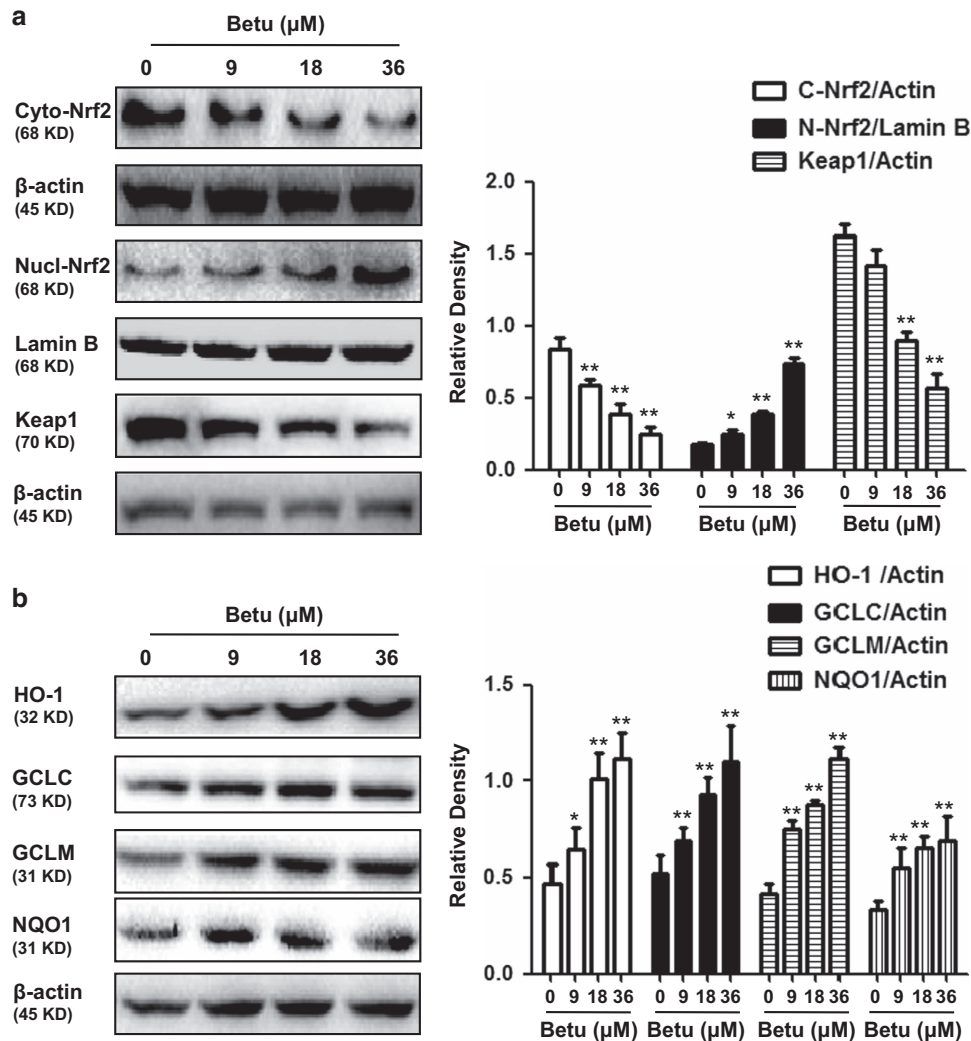 a
Betu (µM)
0 9 18 36
Cyto-Nrf2
(68 KD)
β-actin
(45 KD)
Nucl-Nrf2
(68 KD)
Lamin B
(68 KD)
Keap1
(70 KD)
β-actin
(45 KD)
C-Nrf2/Actin
N-Nrf2/Lamin B
Keap1/Actin
Relative Density
2.0
1.5
1.0
0.5
0.0
** ** ** * ** ** ** **
0 9 18 36 0 9 18 36 0 9 18 36
Betu (µM) Betu (µM) Betu (µM)
b
Betu (µM)
0 9 18 36
HO-1
(32 KD)
GCLC
(73 KD)
GCLM
(31 KD)
NQO1
(31 KD)
β-actin
(45 KD)
HO-1 /Actin
GCLC/Actin
GCLM/Actin
NQO1/Actin
Relative Density
1.5
1.0
0.5
0.0
* ** ** ** ** ** ** ** ** ** ** **
0 9 18 36 0 9 18 36 0 9 18 36 0 9 18 36
Betu (µM) Betu (µM) Betu (µM) Betu (µM)